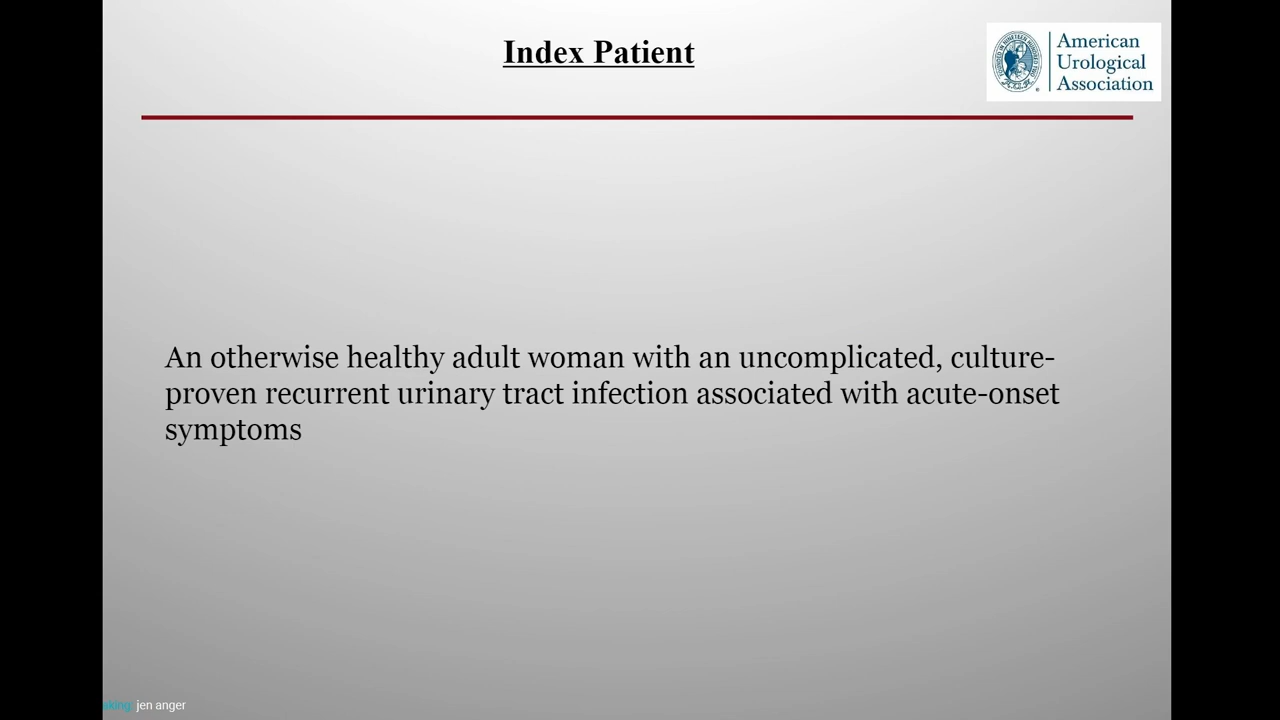 Index Patient
American
Urological
Association
An otherwise healthy adult woman with an uncomplicated, culture-
proven recurrent urinary tract infection associated with acute-onset
symptoms
aking: jen anger